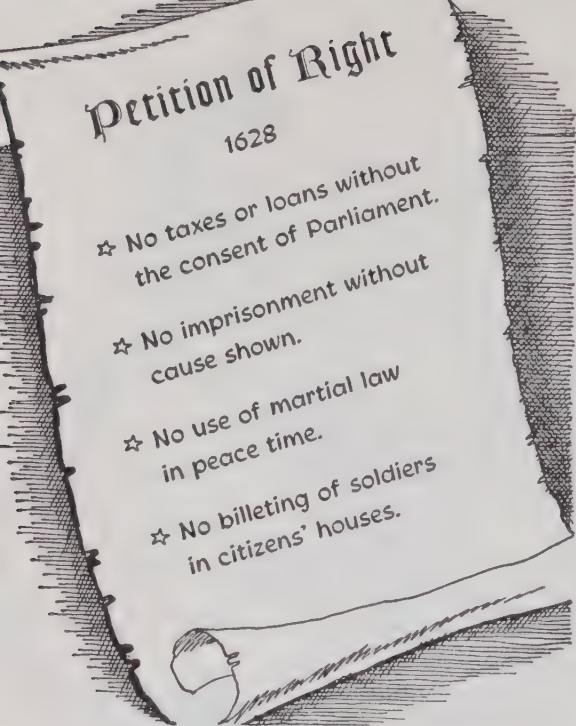 Petition of Right
1628
☆ No taxes or loans without
the consent of Parliament.
☆ No imprisonment without
cause shown.
☆ No use of martial law
in peace time.
☆ No billeting of soldiers
in citizens' houses.